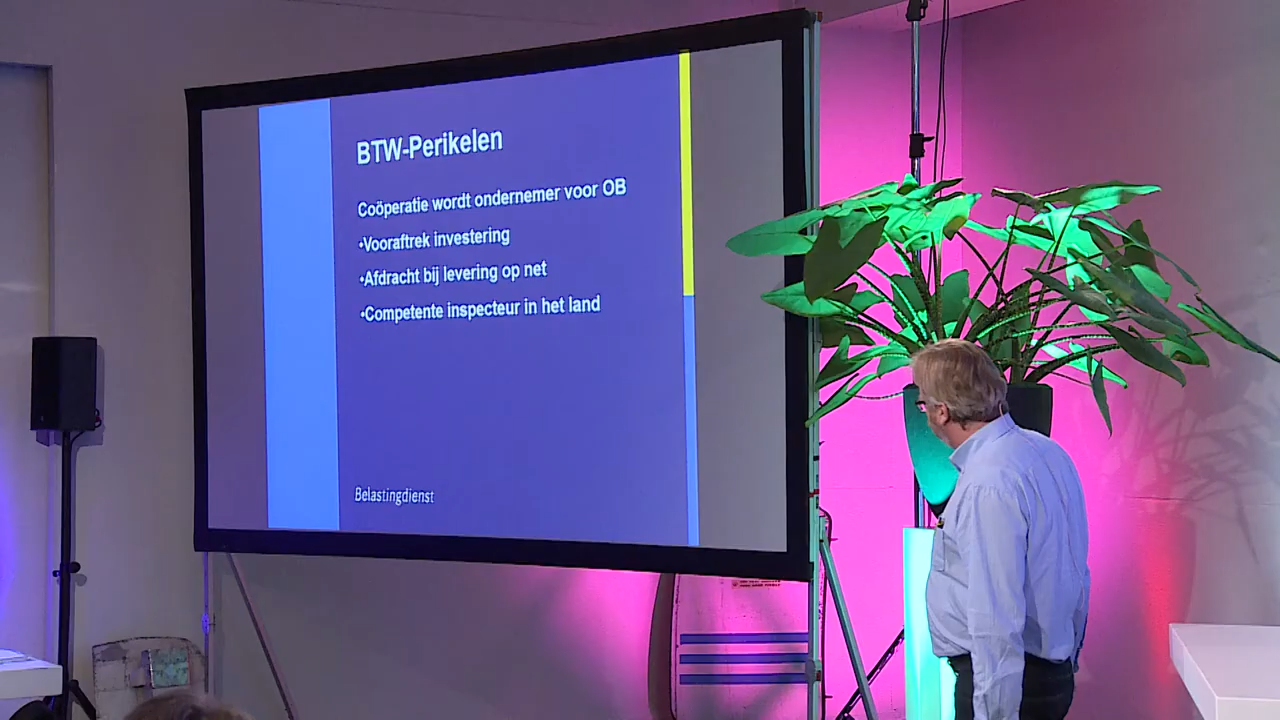 BTW-Perikelen
Coöperatie wordt ondernemer voor OB
•Vooraftrek investering
•Afdracht bij levering op net
•Competente inspecteur in het land
Belastingdienst